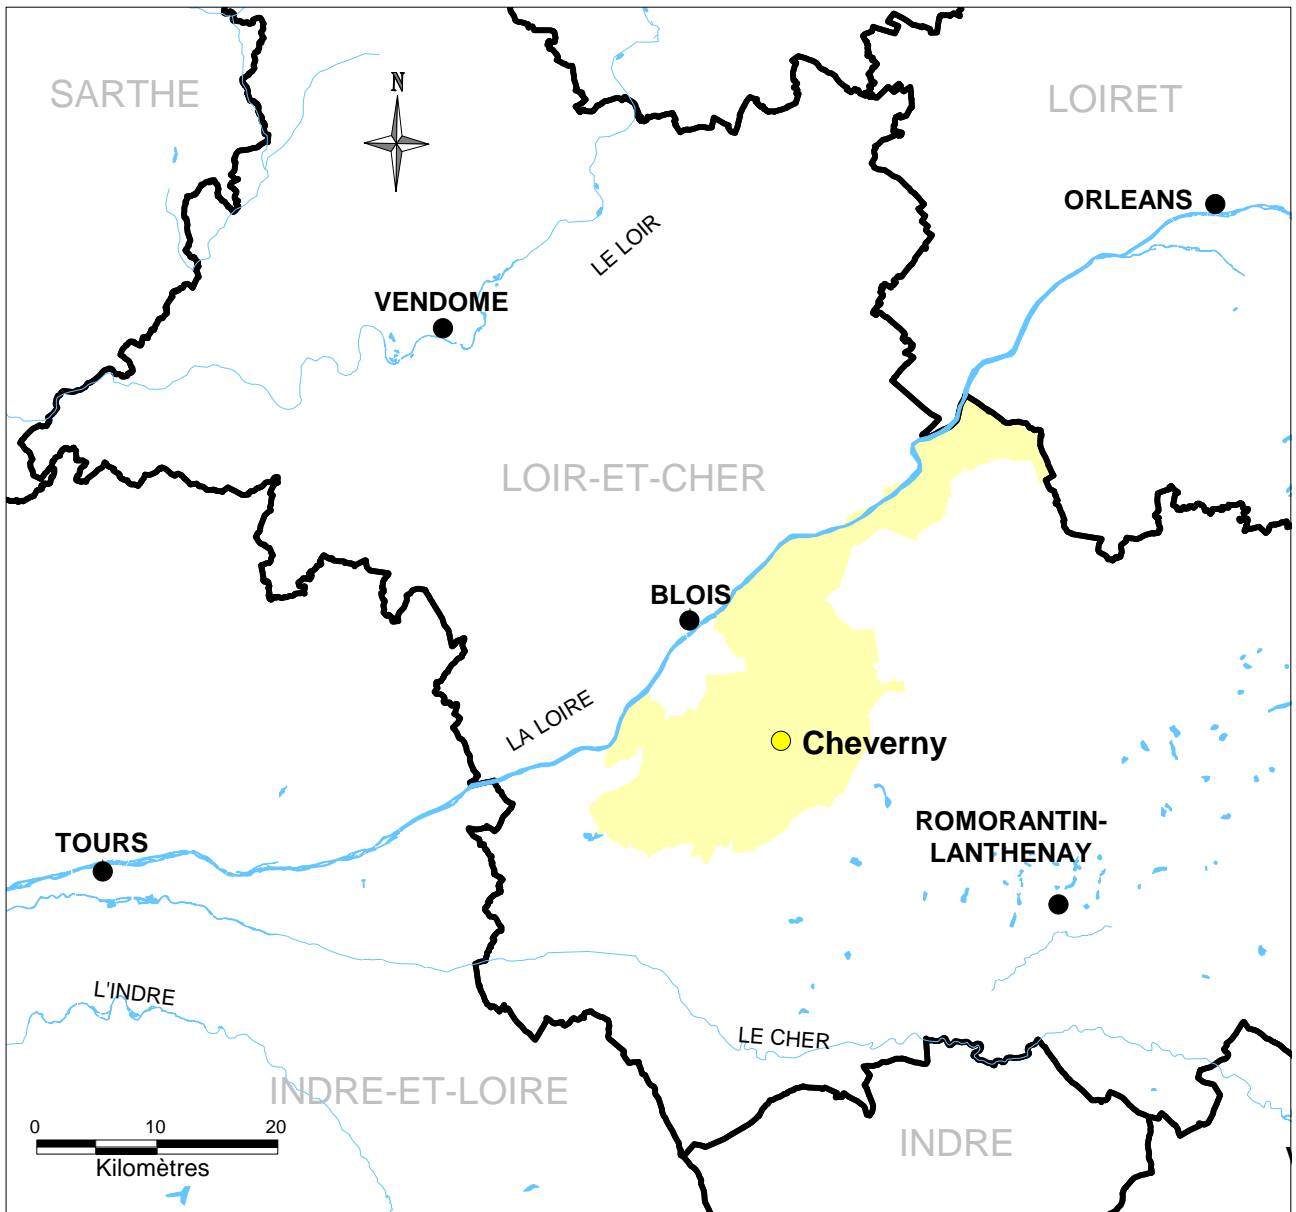 SARTHE
N
LOIRET
ORLEANS
LE LOIR
VENDOME
LOIR-ET-CHER
BLOIS
LA LOIRE
Cheverny
ROMORANTIN-
LANTHENAY
TOURS
L'INDRE
LE CHER
INDRE-ET-LOIRE
0 10 20
Kilomètres
INDRE